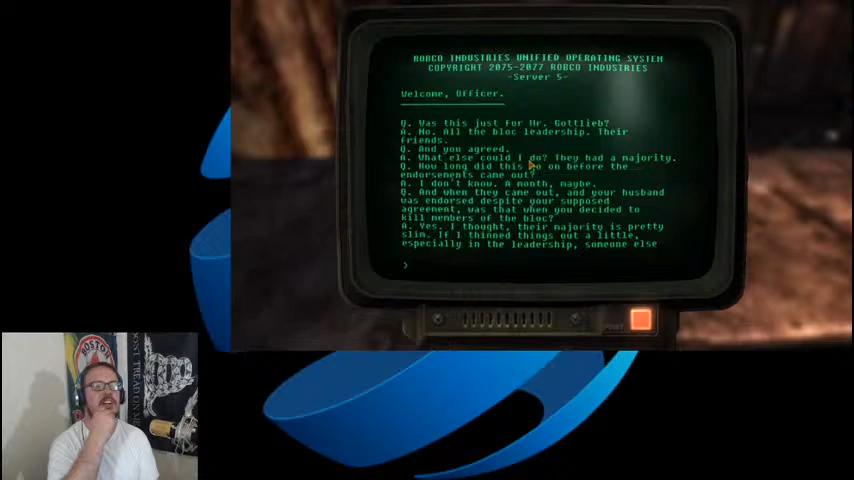 ROBCO INDUSTRIES UNIFIED OPERATING SYSTEM
COPYRIGHT 2075-2077 ROBCO INDUSTRIES
-Server 5-
Welcome, Officer.
Q. Was this just for Mr. Gottlieb?
A. No. All the bloc leadership. Their
friends.
Q. And you agreed.
A. What else could I do? They had a majority.
Q. How long did this go on before the
endorsements came out?
A. I don't know. A month, maybe.
Q. And when they came out, and your husband
was endorsed despite your supposed
agreement, was that when you decided to
kill members of the bloc?
A. Yes. I thought, their majority is pretty
slim. If I thinned things out a little,
especially in the leadership, someone else
>
BOSTON
DON'T TREAD ON ME